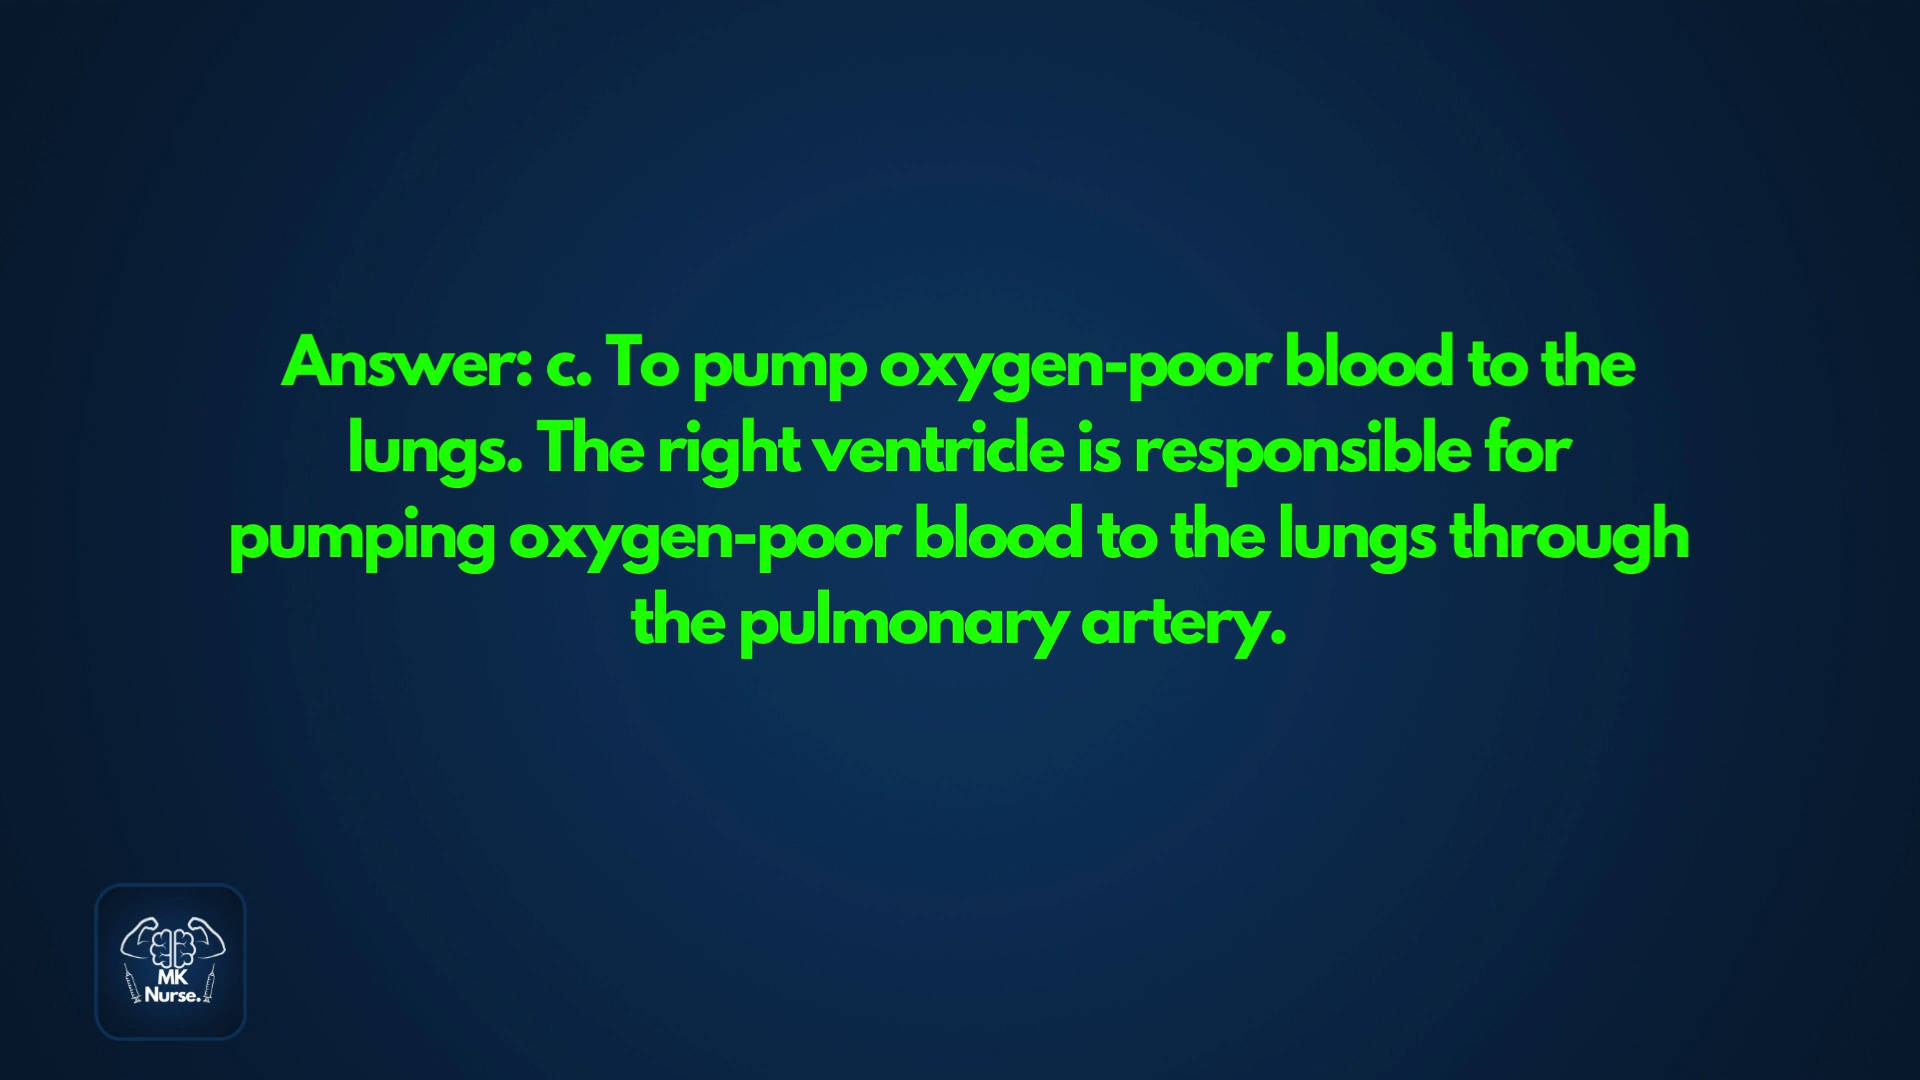 Answer: c. To pump oxygen-poor blood to the
lungs. The right ventricle is responsible for
pumping oxygen-poor blood to the lungs through
the pulmonary artery.
MK
Nurse.